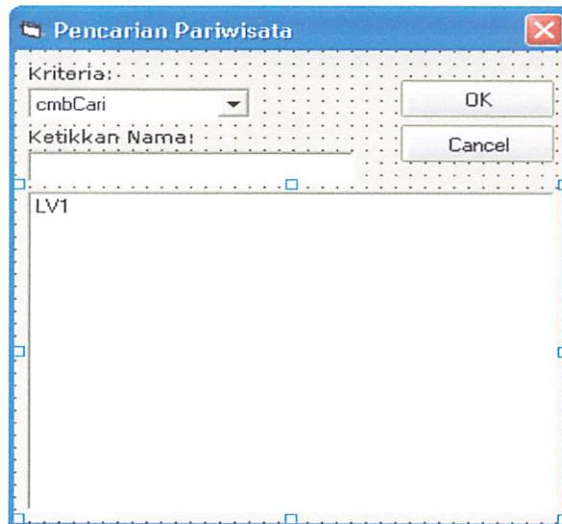 Pencarian Pariwisata
Kriteria:
cmbCari
OK
Ketikkan Nama:
Cancel
LV1